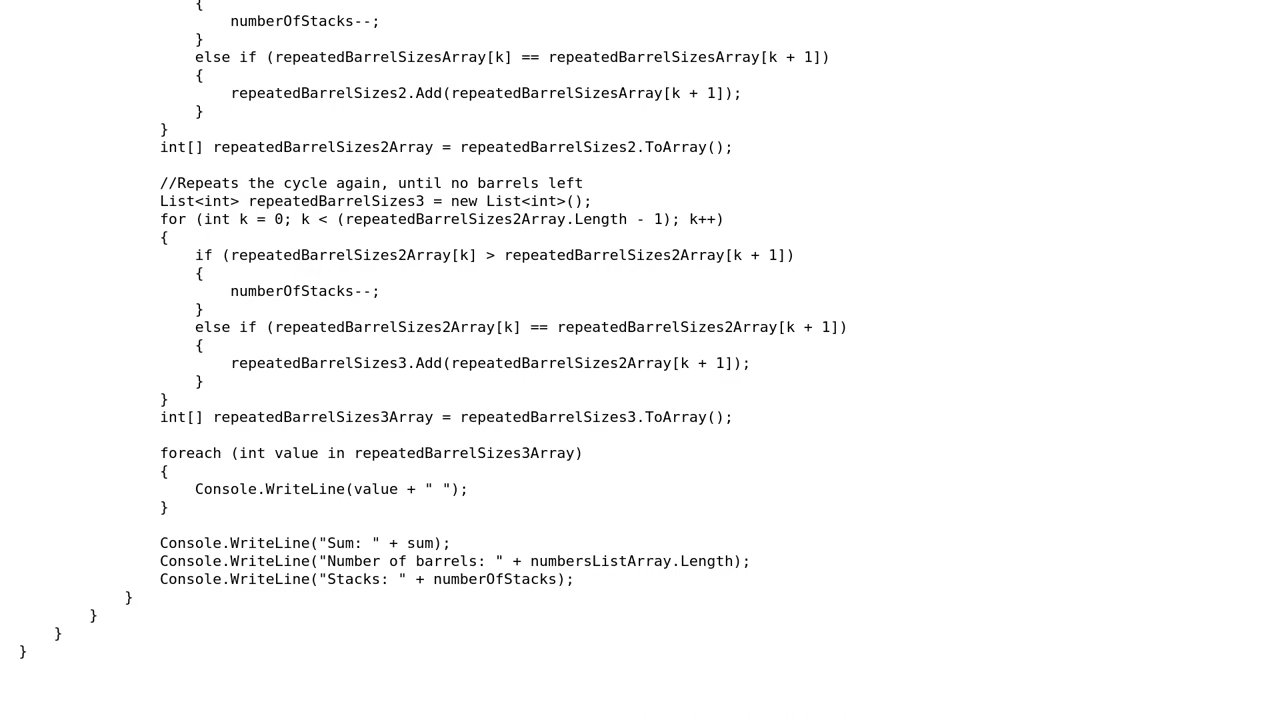 {
numberOfStacks--;
}
else if (repeatedBarrelSizesArray[k] == repeatedBarrelSizesArray[k + 1])
{
repeatedBarrelSizes2.Add(repeatedBarrelSizesArray[k + 1]);
}
}
int[] repeatedBarrelSizes2Array = repeatedBarrelSizes2.ToArray();
//Repeats the cycle again, until no barrels left
List<int> repeatedBarrelSizes3 = new List<int>();
for (int k = 0; k < (repeatedBarrelSizes2Array.Length - 1); k++)
{
if (repeatedBarrelSizes2Array[k] > repeatedBarrelSizes2Array[k + 1])
{
numberOfStacks--;
}
else if (repeatedBarrelSizes2Array[k] == repeatedBarrelSizes2Array[k + 1])
{
repeatedBarrelSizes3.Add(repeatedBarrelSizes2Array[k + 1]);
}
}
int[] repeatedBarrelSizes3Array = repeatedBarrelSizes3.ToArray();
foreach (int value in repeatedBarrelSizes3Array)
{
Console.WriteLine(value + " ");
}
Console.WriteLine("Sum: " + sum);
Console.WriteLine("Number of barrels: " + numbersListArray.Length);
Console.WriteLine("Stacks: " + numberOfStacks);
}
}
}
}